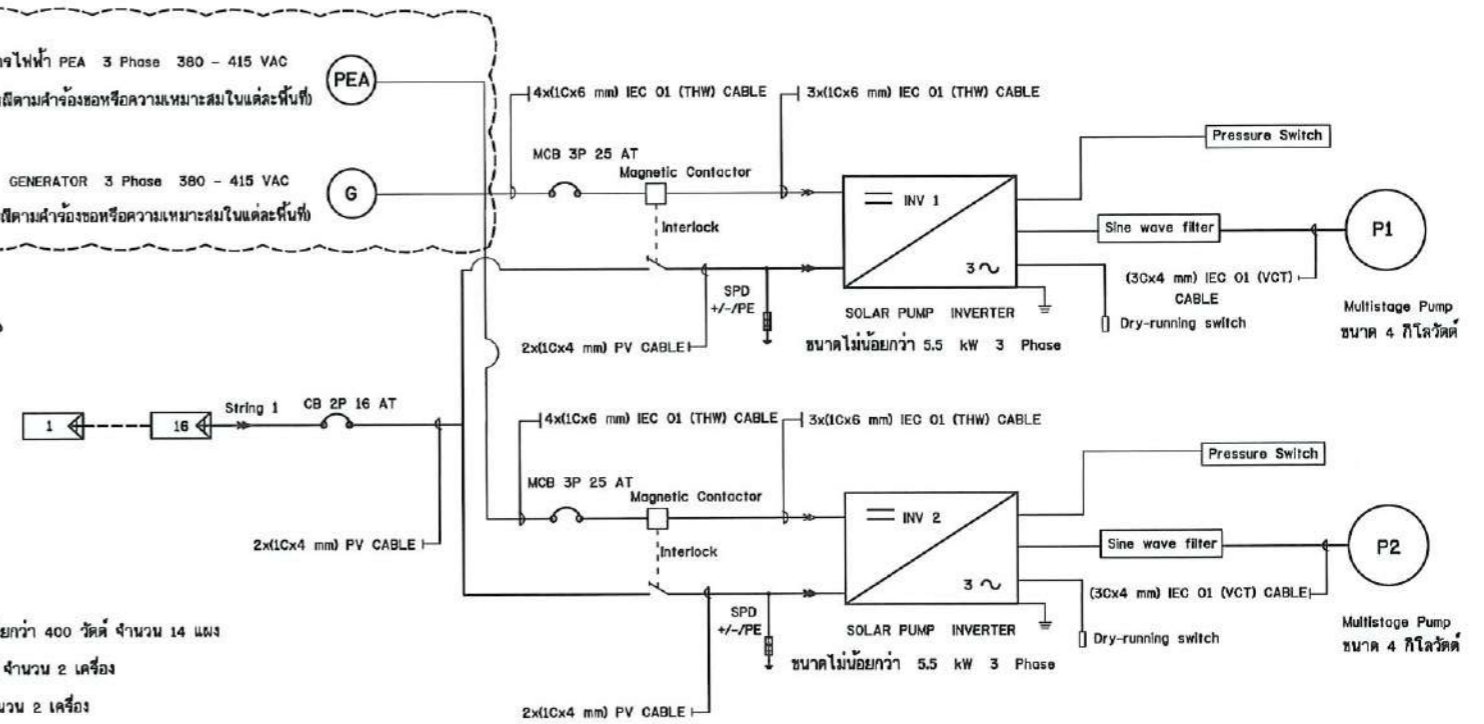 ไฟฟ้า PEA 3 Phase 380 - 415 VAC
ตามคำร้องขอหรือความเหมาะสมในแต่ละพื้นที่)
PEA
GENERATOR 3 Phase 380 - 415 VAC
ตามคำร้องขอหรือความเหมาะสมในแต่ละพื้นที่)
G
4x(1Cx6 mm) IEC 01 (THW) CABLE
3x(1Cx6 mm) IEC 01 (THW) CABLE
MCB 3P 25 AT
Magnetic Contactor
Interlock
SPD
+/-/PE
2x(1Cx4 mm) PV CABLE
INV 1
3
SOLAR PUMP INVERTER
ขนาดไม่น้อยกว่า 5.5 kW 3 Phase
Pressure Switch
Sine wave filter
(3Cx4 mm) IEC 01 (VCT)
CABLE
Dry-running switch
P1
Multistage Pump
ขนาด 4 กิโลวัตต์
1
16
String 1
CB 2P 16 AT
2x(1Cx4 mm) PV CABLE
4x(1Cx6 mm) IEC 01 (THW) CABLE
3x(1Cx6 mm) IEC 01 (THW) CABLE
MCB 3P 25 AT
Magnetic Contactor
Interlock
SPD
+/-/PE
2x(1Cx4 mm) PV CABLE
INV 2
3
SOLAR PUMP INVERTER
ขนาดไม่น้อยกว่า 5.5 kW 3 Phase
Pressure Switch
Sine wave filter
(3Cx4 mm) IEC 01 (VCT) CABLE
Dry-running switch
P2
Multistage Pump
ขนาด 4 กิโลวัตต์
ยกว่า 400 วัตต์ จำนวน 14 แผง
จำนวน 2 เครื่อง
นวน 2 เครื่อง